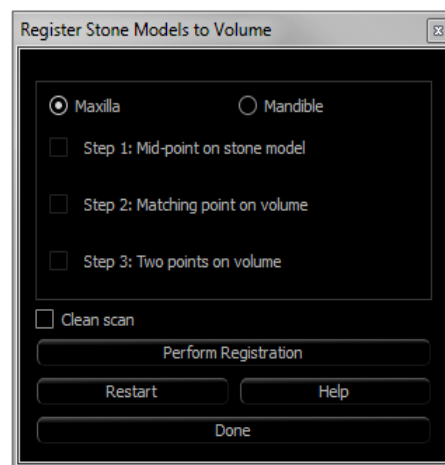 Register Stone Models to Volume
Maxilla Mandible
Step 1: Mid-point on stone model
Step 2: Matching point on volume
Step 3: Two points on volume
Clean scan
Perform Registration
Restart Help
Done